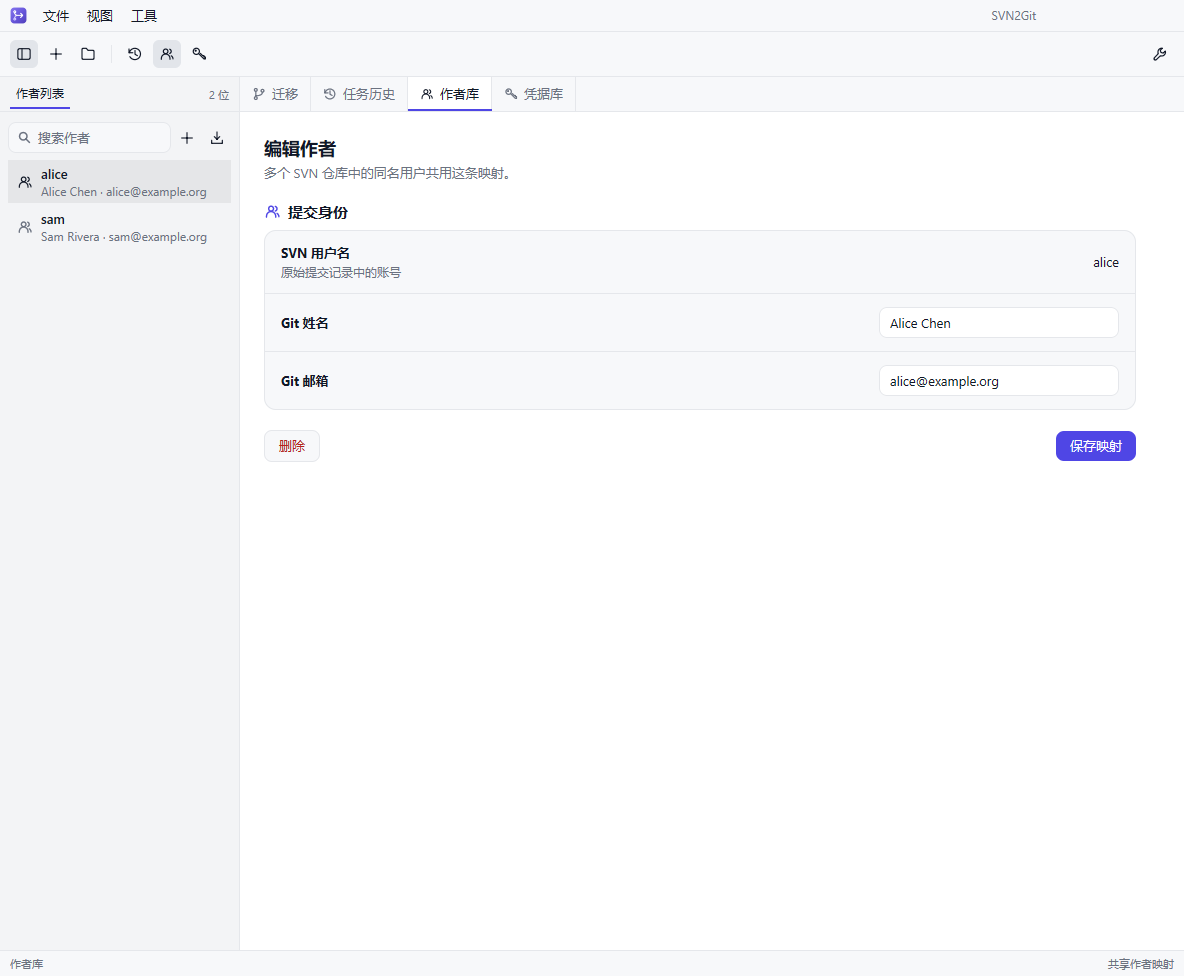 文件 视图 工具 SVN2Git
作者列表 2 位 迁移 任务历史 作者库 凭据库
搜索作者
alice
Alice Chen · alice@example.org
sam
Sam Rivera · sam@example.org
编辑作者
多个 SVN 仓库中的同名用户共用这条映射。
提交身份
SVN 用户名
原始提交记录中的账号
alice
Git 姓名 Alice Chen
Git 邮箱 alice@example.org
删除 保存映射
作者库 共享作者映射